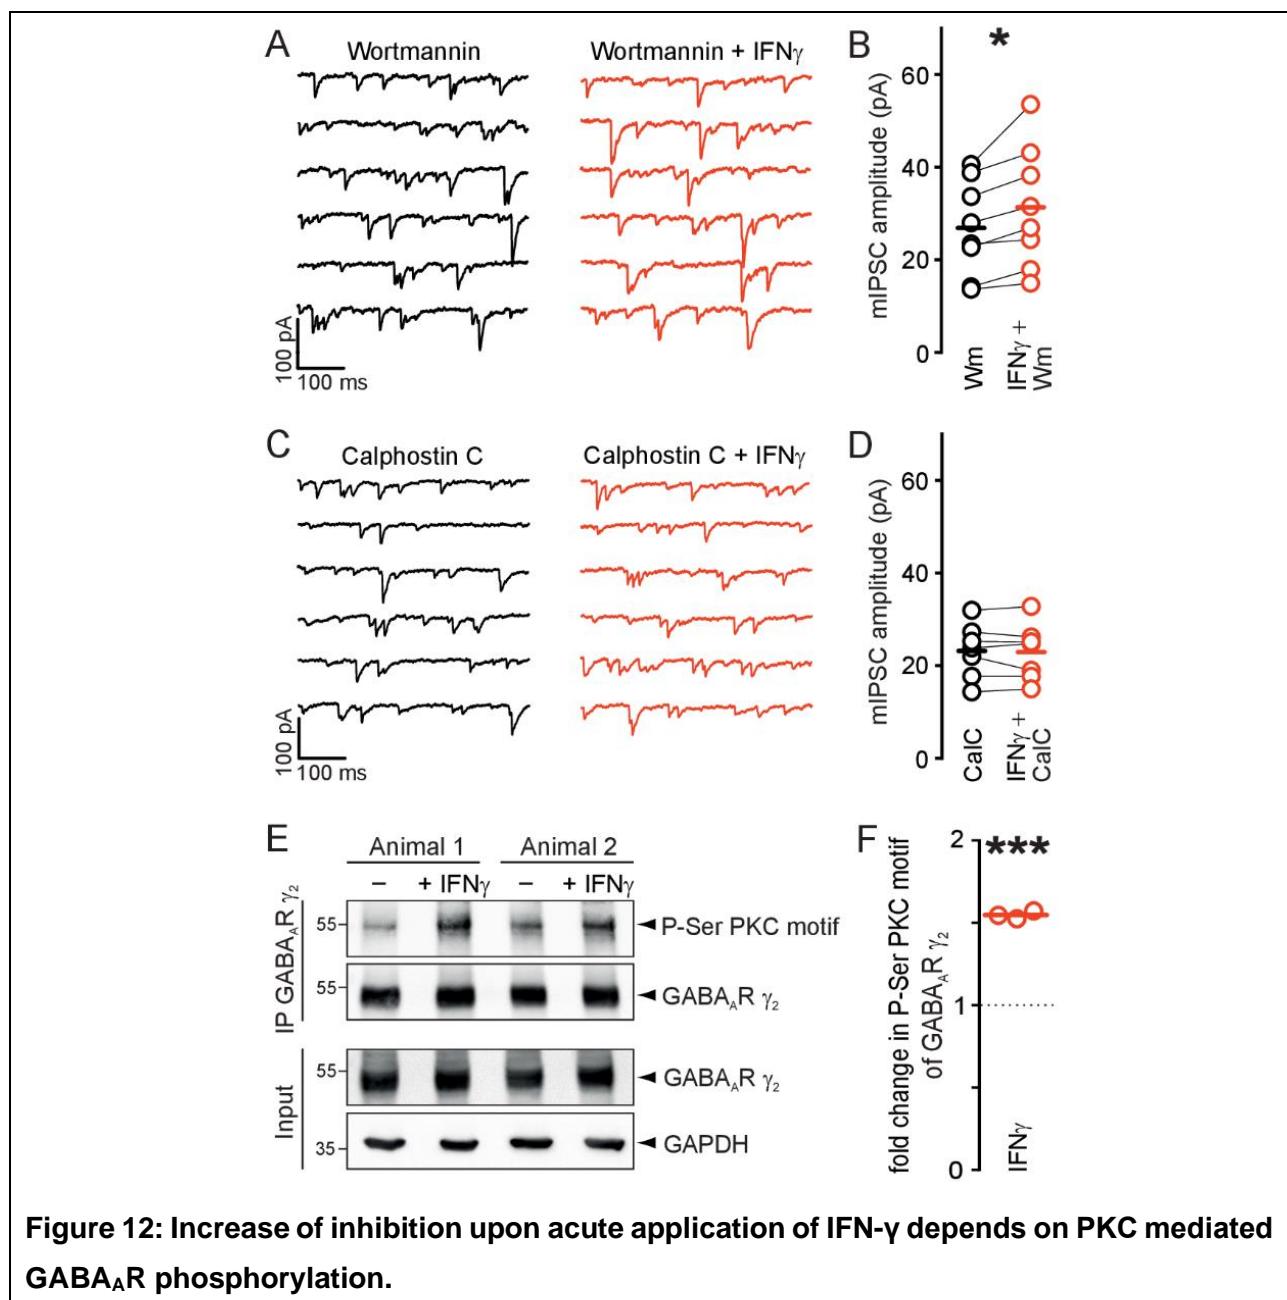 A
Wortmannin
Wortmannin + IFNγ
100 pA
100 ms
B
*
mIPSC amplitude (pA)
60
40
20
0
Wm
IFNγ +
Wm
C
Calphostin C
Calphostin C + IFNγ
100 pA
100 ms
D
mIPSC amplitude (pA)
60
40
20
0
CalC
IFNγ +
CalC
E
Animal 1
Animal 2
– + IFNγ – + IFNγ
IP GABAAR γ2
55
P-Ser PKC motif
55
GABAAR γ2
Input
55
GABAAR γ2
35
GAPDH
F
***
fold change in P-Ser PKC motif
of GABAAR γ2
2
1
0
IFNγ
Figure 12: Increase of inhibition upon acute application of IFN-γ depends on PKC mediated
GABAAR phosphorylation.